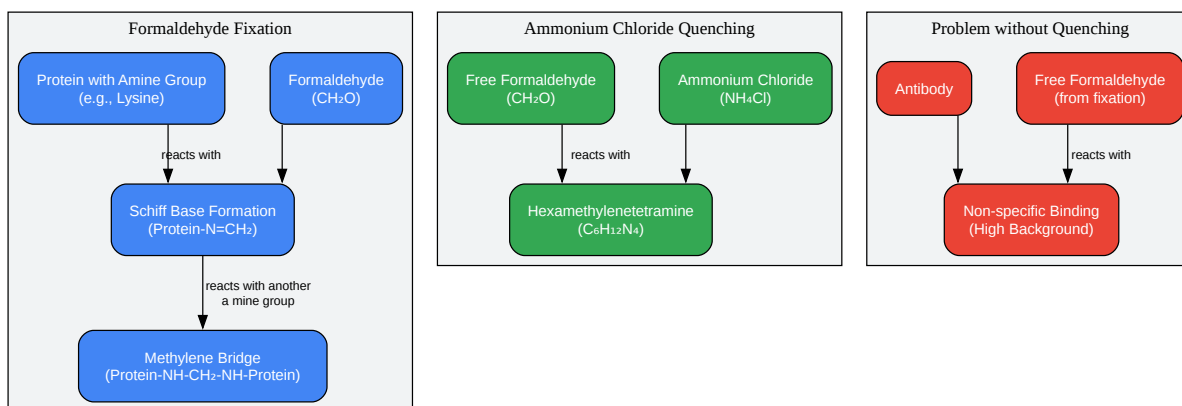 Formaldehyde Fixation
Protein with Amine Group
(e.g., Lysine)
Formaldehyde
(CH₂O)
reacts with
Schiff Base Formation
(Protein-N=CH₂)
reacts with another
a mine group
Methylene Bridge
(Protein-NH-CH₂-NH-Protein)
Ammonium Chloride Quenching
Free Formaldehyde
(CH₂O)
Ammonium Chloride
(NH₄Cl)
reacts with
Hexamethylenetetramine
(C₆H₁₂N₄)
Problem without Quenching
Antibody
Free Formaldehyde
(from fixation)
reacts with
Non-specific Binding
(High Background)